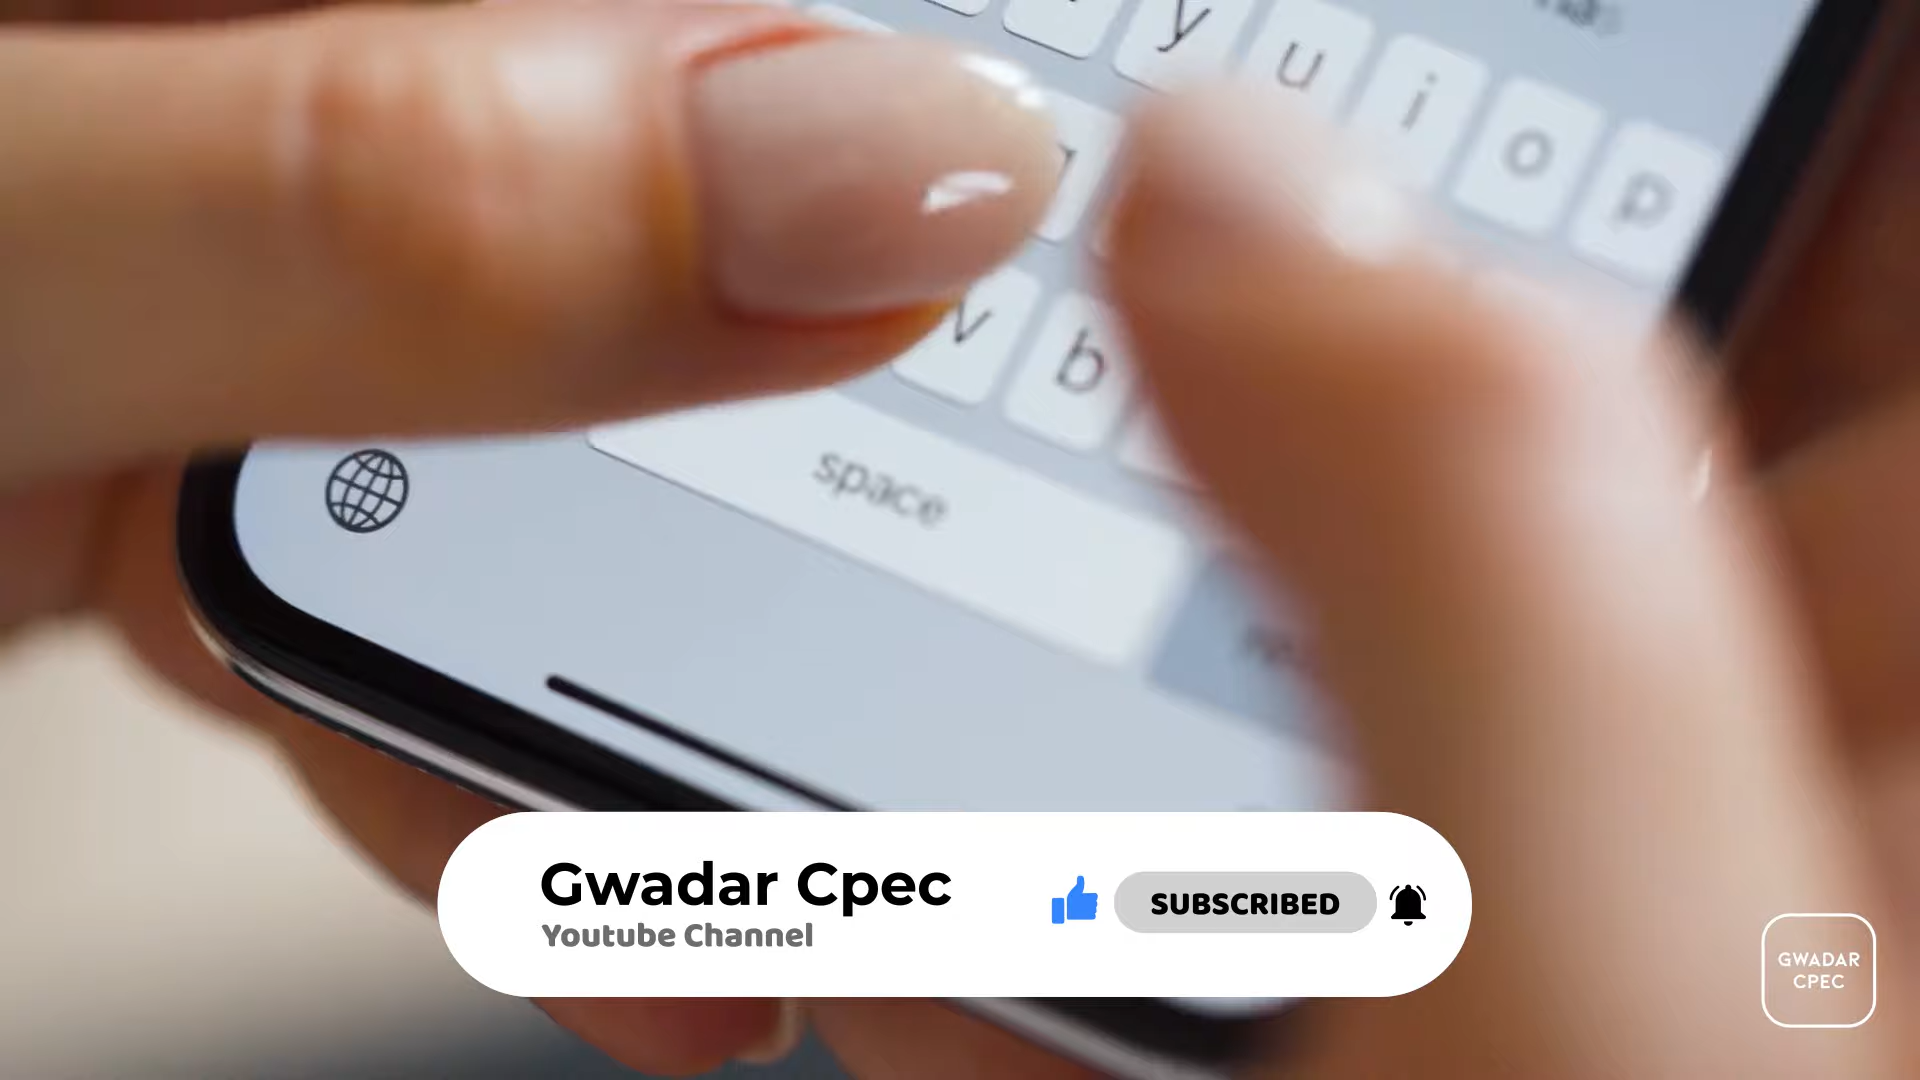 y u i o p
v b
space
Gwadar Cpec
Youtube Channel
SUBSCRIBED
GWADAR
CPEC